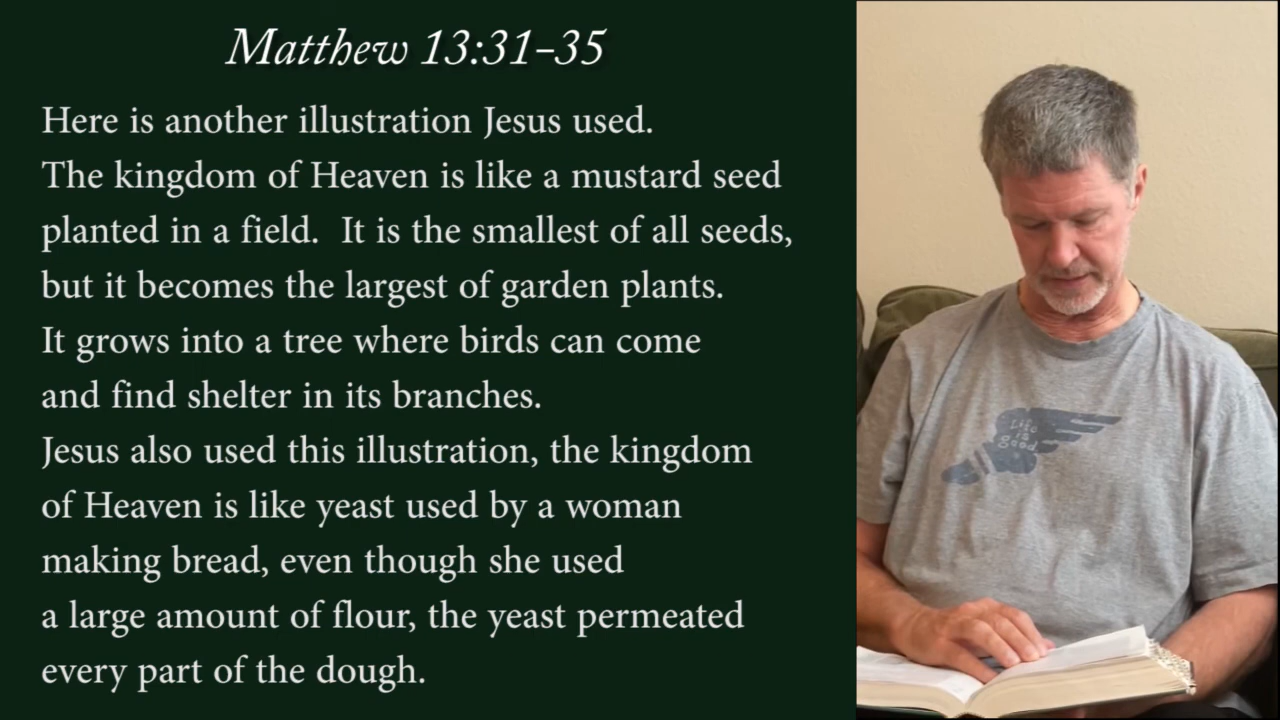 Matthew 13:31–35
Here is another illustration Jesus used.
The kingdom of Heaven is like a mustard seed
planted in a field.  It is the smallest of all seeds,
but it becomes the largest of garden plants.
It grows into a tree where birds can come
and find shelter in its branches.
Jesus also used this illustration, the kingdom
of Heaven is like yeast used by a woman
making bread, even though she used
a large amount of flour, the yeast permeated
every part of the dough.
Life
is
Good